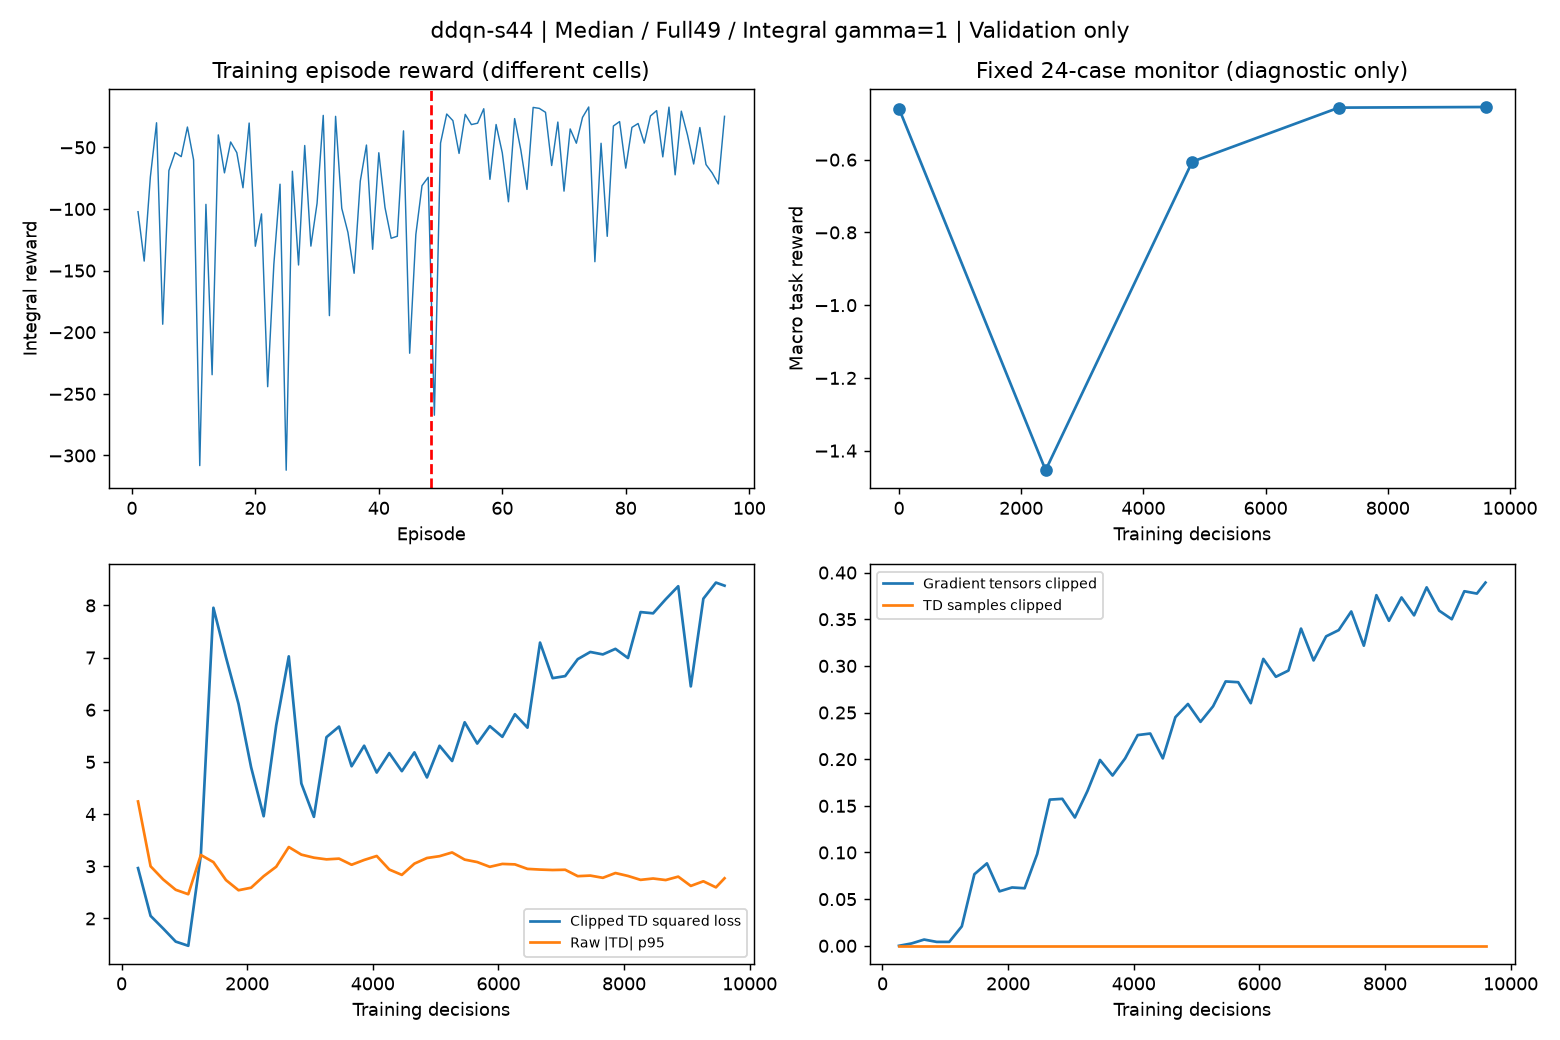 ddqn-s44 | Median / Full49 / Integral gamma=1 | Validation only
Training episode reward (different cells)
Integral reward
−50
−100
−150
−200
−250
−300
0 20 40 60 80 100
Episode
Fixed 24-case monitor (diagnostic only)
Macro task reward
−0.6
−0.8
−1.0
−1.2
−1.4
0 2000 4000 6000 8000 10000
Training decisions
8
7
6
5
4
3
2
Clipped TD squared loss
Raw |TD| p95
0 2000 4000 6000 8000 10000
Training decisions
0.40
0.35
0.30
0.25
0.20
0.15
0.10
0.05
0.00
Gradient tensors clipped
TD samples clipped
0 2000 4000 6000 8000 10000
Training decisions